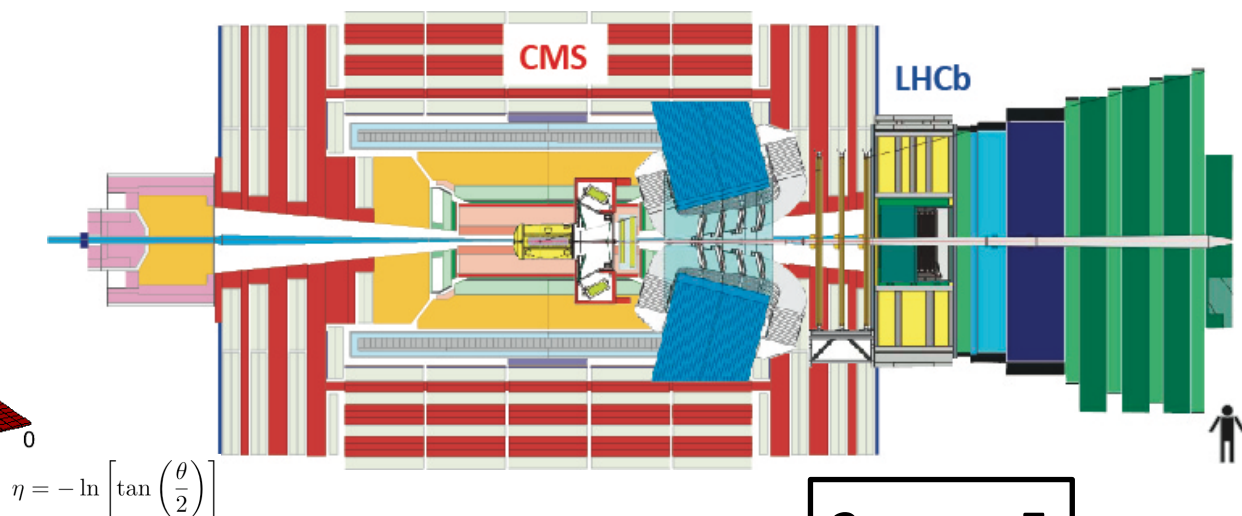 CMS
LHCb
0
η = − ln [tan (θ/2)]